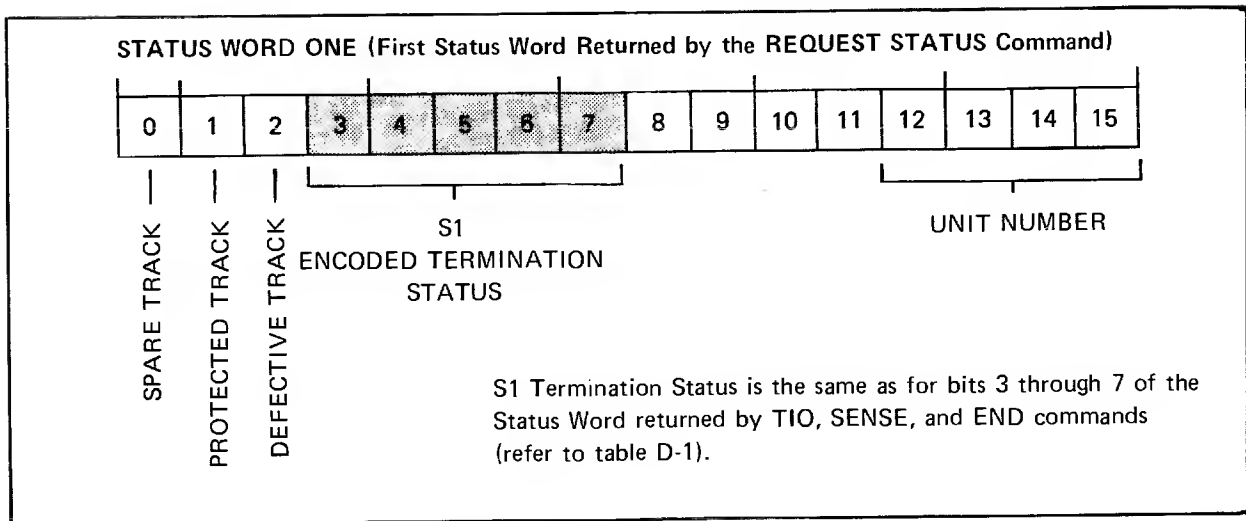 STATUS WORD ONE (First Status Word Returned by the REQUEST STATUS Command)
0 1 2 3 4 5 6 7 8 9 10 11 12 13 14 15
SPARE TRACK
PROTECTED TRACK
DEFECTIVE TRACK
S1
ENCODED TERMINATION
STATUS
UNIT NUMBER
S1 Termination Status is the same as for bits 3 through 7 of the
Status Word returned by TIO, SENSE, and END commands
(refer to table D-1).